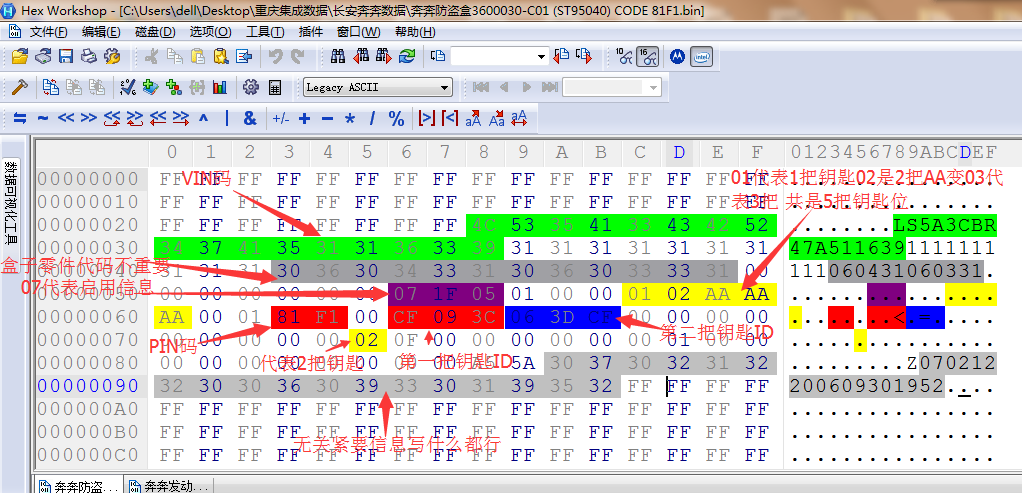 Hex Workshop - [C:\Users\dell\Desktop\重庆集成数据\长安奔奔数据\奔奔防盗盒3600030-C01 (ST95040) CODE 81F1.bin]
文件(F) 编辑(E) 磁盘(D) 选项(O) 工具(T) 插件 窗口(W) 帮助(H)
Legacy ASCII
数据可视化工具
0 1 2 3 4 5 6 7 8 9 A B C D E F 0123456789ABCDEF
00000000 FF FF FF FF FF FF FF FF FF FF FF FF FF FF FF FF ................
VIN码
01代表1把钥匙02是2把AA变03代
00000010 FF FF FF FF FF FF FF FF FF FF FF FF FF FF FF FF ................
表3把 共是5把钥匙位
00000020 FF FF FF FF FF FF FF FF 4C 53 35 41 33 43 42 52 ........LS5A3CBR
00000030 34 37 41 35 31 31 36 33 39 31 31 31 31 31 31 31 47A5116391111111
00000040 31 31 31 30 36 30 34 33 31 30 36 30 33 33 31 00 111060431060331.
盒子零件代码不重要
07代表启用信息
00000050 00 00 00 00 00 00 07 1F 05 01 00 00 01 02 AA AA ................
00000060 AA 00 01 81 F1 00 CF 09 3C 06 3D CF 00 00 00 00 ........<.=.....
第二把钥匙ID
PIN码
00000070 00 00 00 00 00 02 0F 00 00 00 00 00 00 01 00 00 ................
代表2把钥匙
第一把钥匙ID
00000080 00 00 00 00 00 00 00 00 A5 5A 30 37 30 32 31 32 .........Z070212
00000090 32 30 30 36 30 39 33 30 31 39 35 32 FF FF FF FF 200609301952....
000000A0 FF FF FF FF FF FF FF FF FF FF FF FF FF FF FF FF ................
000000B0 FF FF FF FF FF FF FF FF FF FF FF FF FF FF FF FF ................
无关紧要信息写什么都行
000000C0 FF FF FF FF FF FF FF FF FF FF FF FF FF FF FF FF ................
奔奔防盗... 奔奔发动...